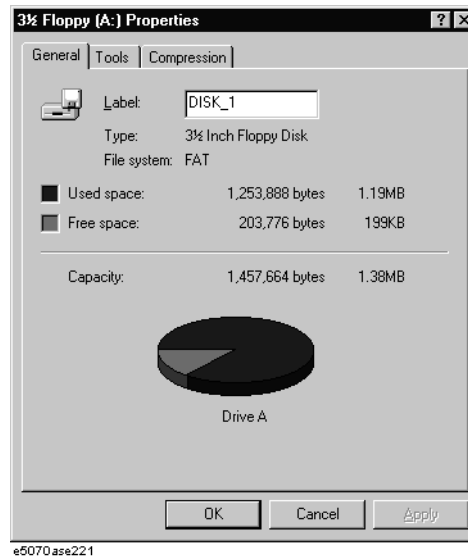 3½ Floppy (A:) Properties
General Tools Compression
Label: DISK_1
Type: 3½ Inch Floppy Disk
File system: FAT
Used space: 1,253,888 bytes 1.19MB
Free space: 203,776 bytes 199KB
Capacity: 1,457,664 bytes 1.38MB
Drive A
OK Cancel Apply
e5070ase221